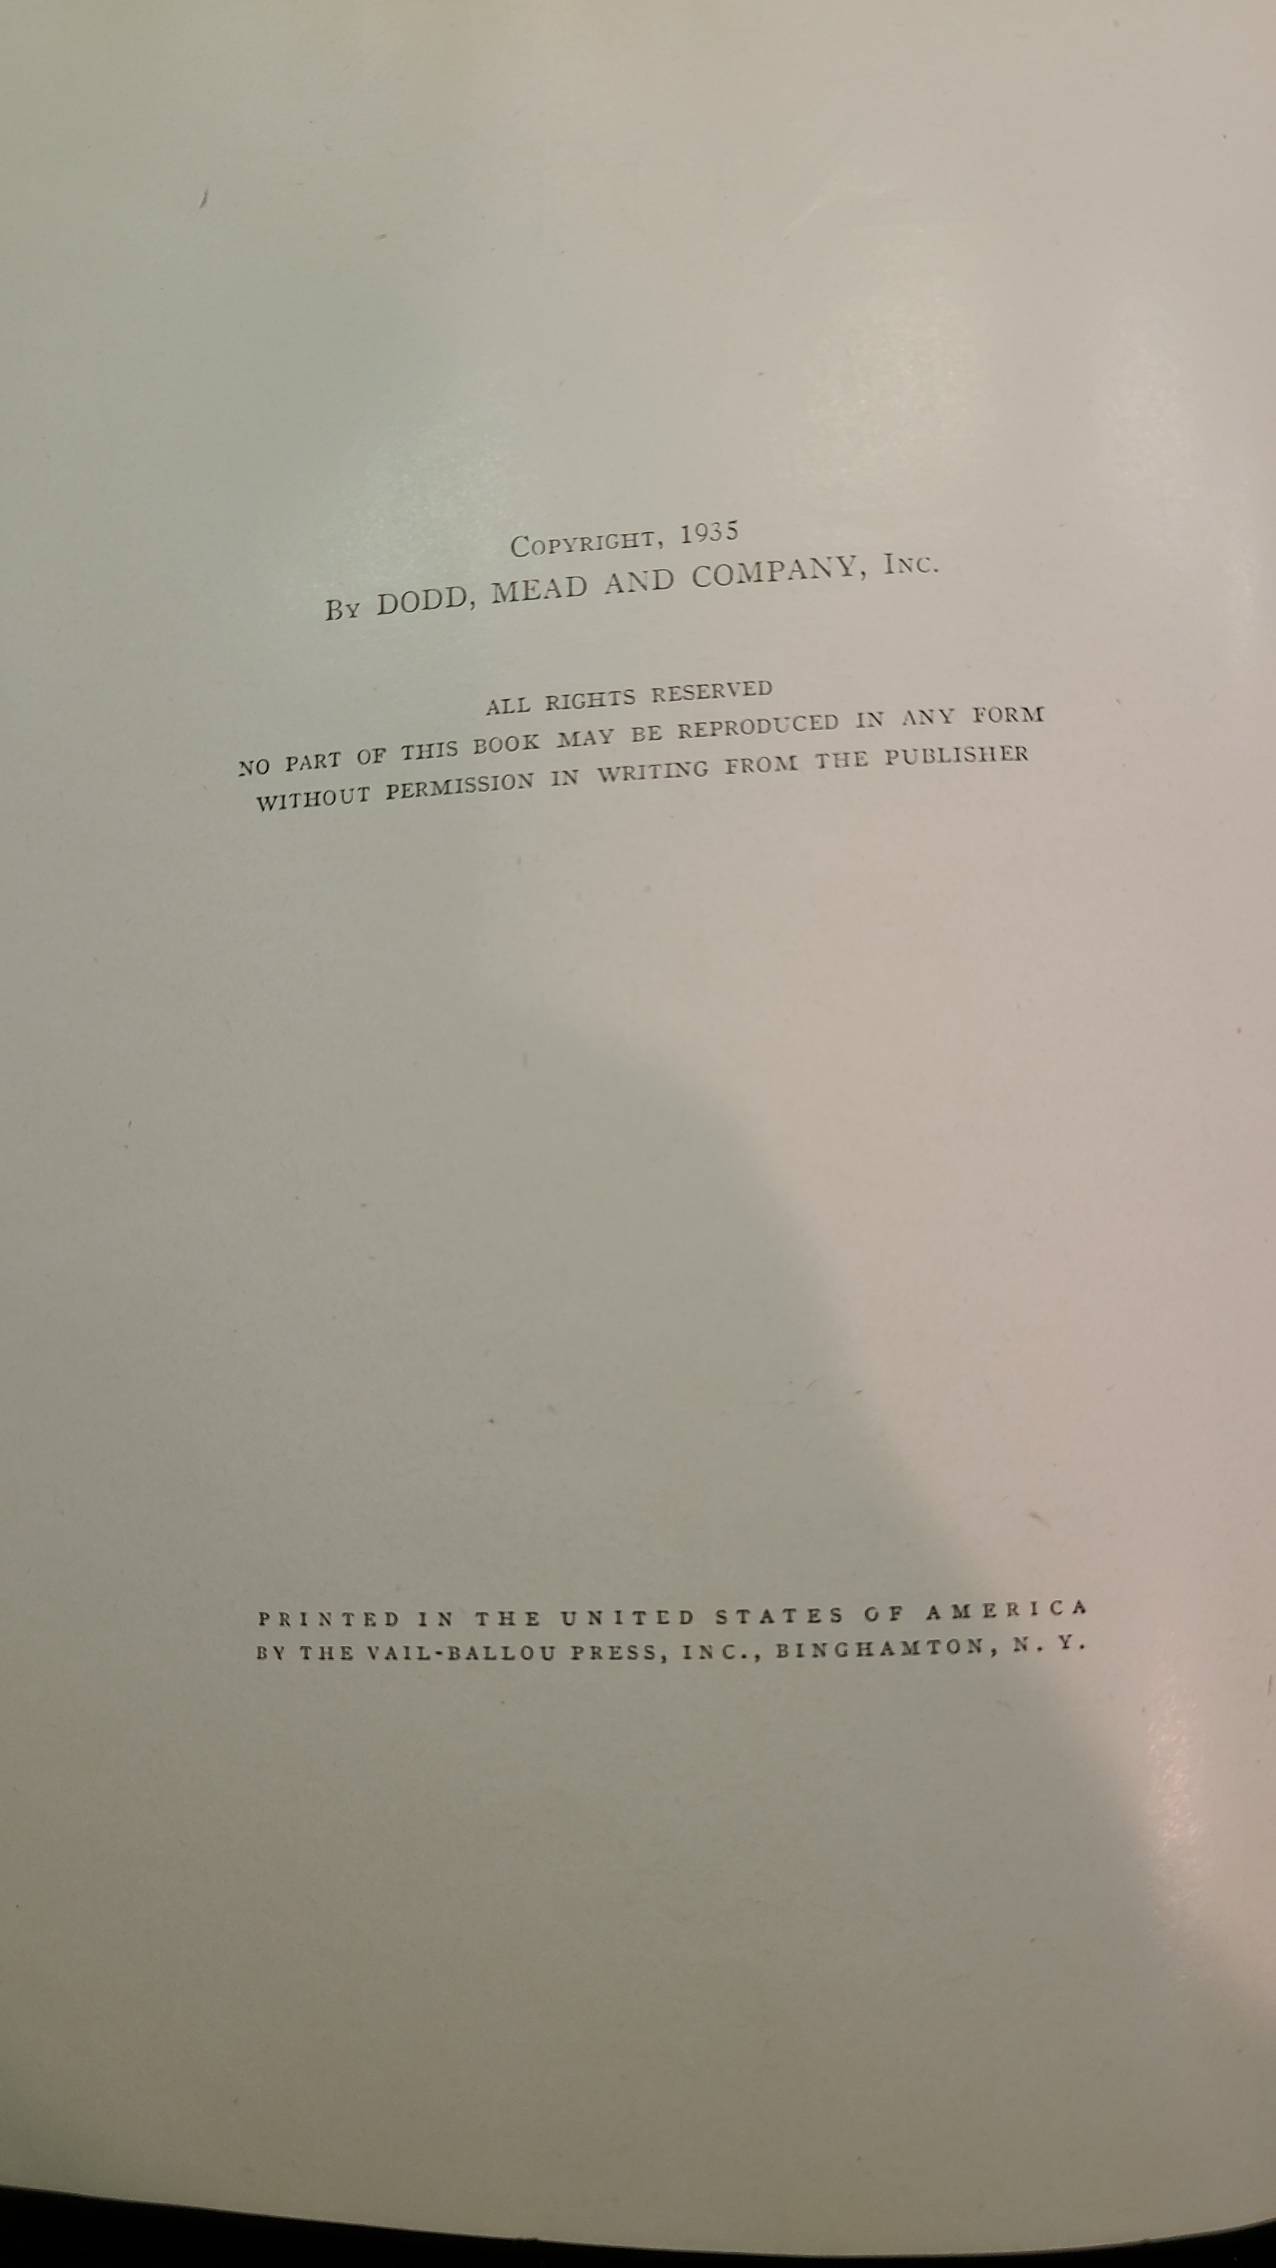 COPYRIGHT, 1935
BY DODD, MEAD AND COMPANY, INC.
ALL RIGHTS RESERVED
NO PART OF THIS BOOK MAY BE REPRODUCED IN ANY FORM
WITHOUT PERMISSION IN WRITING FROM THE PUBLISHER
PRINTED IN THE UNITED STATES OF AMERICA
BY THE VAIL-BALLOU PRESS, INC., BINGHAMTON, N. Y.